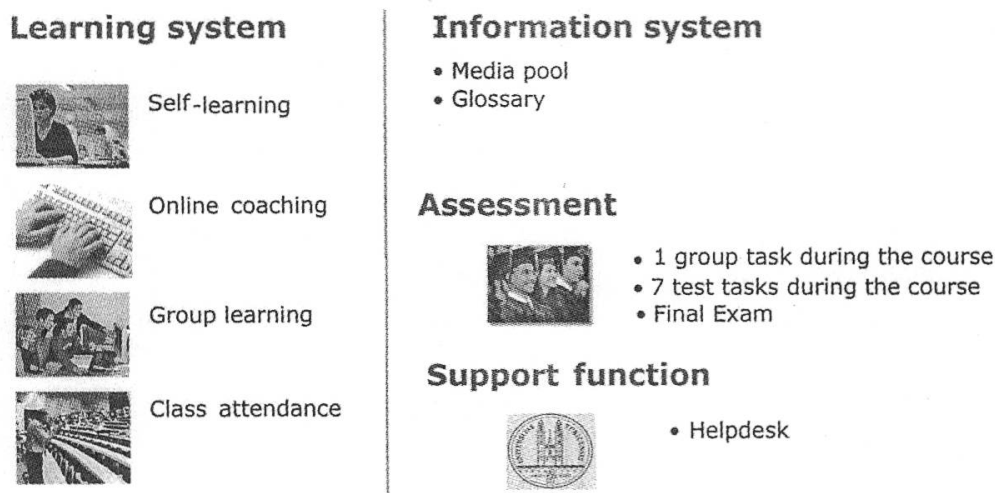 Learning system
Self-learning
Online coaching
Group learning
Class attendance
Information system
• Media pool
• Glossary
Assessment
• 1 group task during the course
• 7 test tasks during the course
• Final Exam
Support function
• Helpdesk